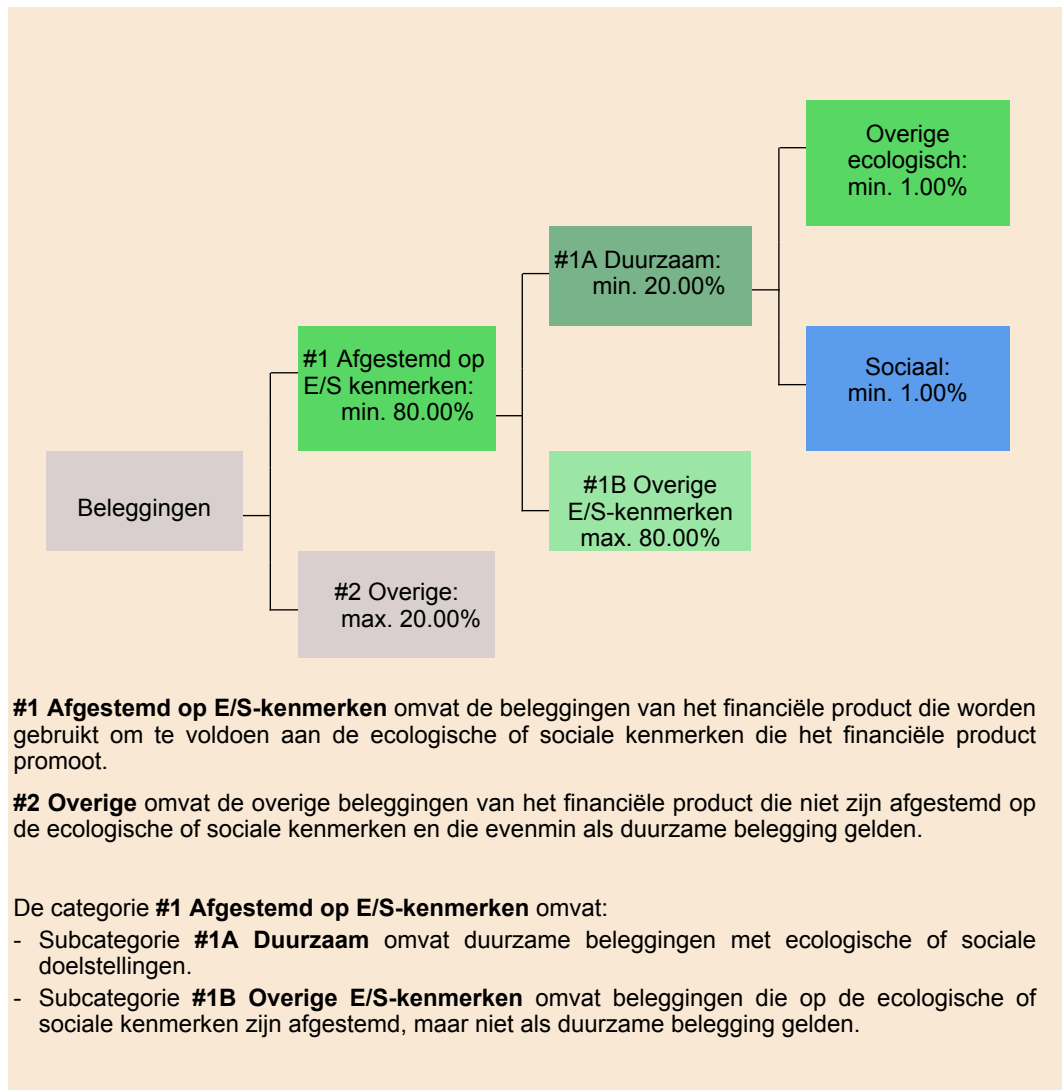 Overige
ecologisch:
min. 1.00%
#1A Duurzaam:
min. 20.00%
#1 Afgestemd op
E/S kenmerken:
min. 80.00%
Sociaal:
min. 1.00%
Beleggingen
#1B Overige
E/S-kenmerken
max. 80.00%
#2 Overige:
max. 20.00%
#1 Afgestemd op E/S-kenmerken omvat de beleggingen van het financiële product die worden
gebruikt om te voldoen aan de ecologische of sociale kenmerken die het financiële product
promoot.
#2 Overige omvat de overige beleggingen van het financiële product die niet zijn afgestemd op
de ecologische of sociale kenmerken en die evenmin als duurzame belegging gelden.
De categorie #1 Afgestemd op E/S-kenmerken omvat:
- Subcategorie #1A Duurzaam omvat duurzame beleggingen met ecologische of sociale
doelstellingen.
- Subcategorie #1B Overige E/S-kenmerken omvat beleggingen die op de ecologische of
sociale kenmerken zijn afgestemd, maar niet als duurzame belegging gelden.